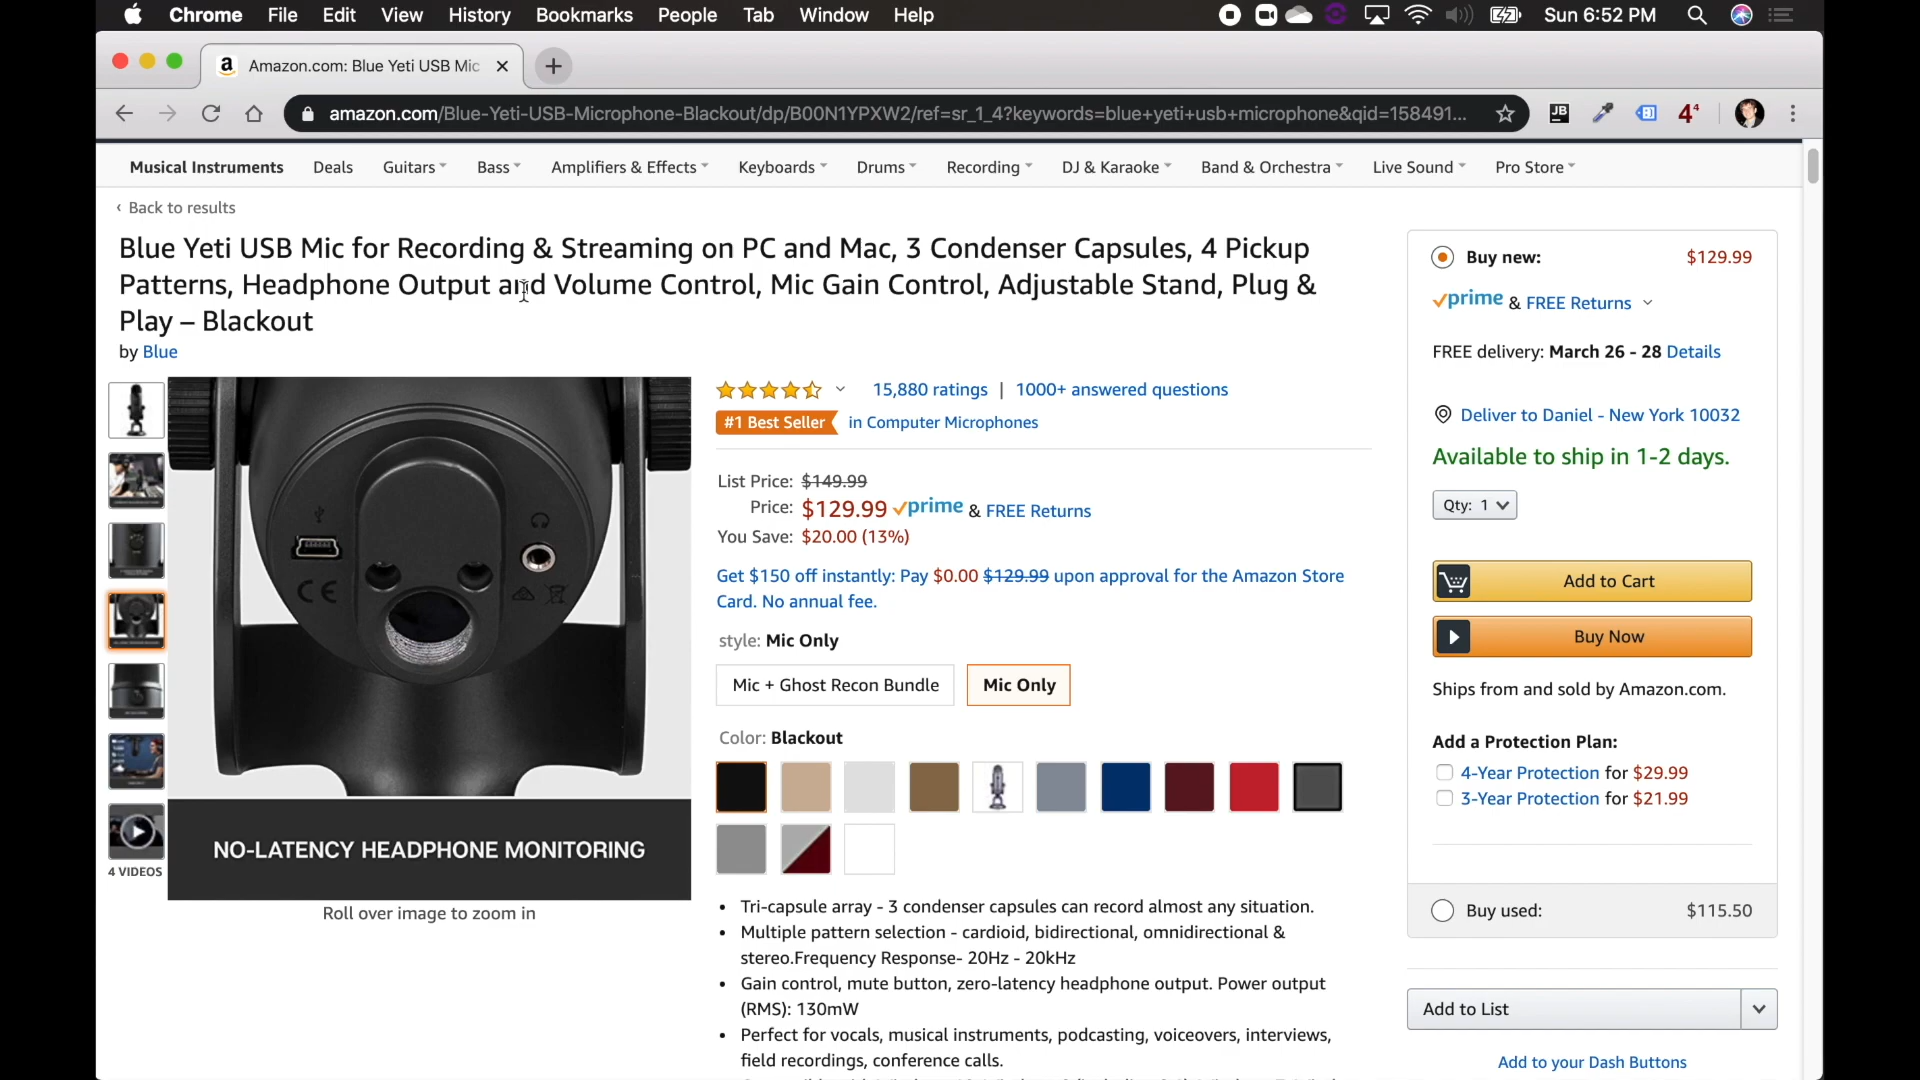 Chrome File Edit View History Bookmarks People Tab Window Help Sun 6:52 PM
Amazon.com: Blue Yeti USB Mic
amazon.com/Blue-Yeti-USB-Microphone-Blackout/dp/B00N1YPXW2/ref=sr_1_4?keywords=blue+yeti+usb+microphone&qid=158491... JB 4⁴
Musical Instruments Deals Guitars Bass Amplifiers & Effects Keyboards Drums Recording DJ & Karaoke Band & Orchestra Live Sound Pro Store
‹ Back to results
Blue Yeti USB Mic for Recording & Streaming on PC and Mac, 3 Condenser Capsules, 4 Pickup
Patterns, Headphone Output and Volume Control, Mic Gain Control, Adjustable Stand, Plug &
Play – Blackout
by Blue
4 VIDEOS
CE
NO-LATENCY HEADPHONE MONITORING
Roll over image to zoom in
15,880 ratings | 1000+ answered questions
#1 Best Seller in Computer Microphones
List Price: $149.99
Price: $129.99 prime & FREE Returns
You Save: $20.00 (13%)
Get $150 off instantly: Pay $0.00 $129.99 upon approval for the Amazon Store
Card. No annual fee.
style: Mic Only
Mic + Ghost Recon Bundle Mic Only
Color: Blackout
• Tri-capsule array - 3 condenser capsules can record almost any situation.
• Multiple pattern selection - cardioid, bidirectional, omnidirectional &
stereo.Frequency Response- 20Hz - 20kHz
• Gain control, mute button, zero-latency headphone output. Power output
(RMS): 130mW
• Perfect for vocals, musical instruments, podcasting, voiceovers, interviews,
field recordings, conference calls.
Buy new: $129.99
prime & FREE Returns
FREE delivery: March 26 - 28 Details
Deliver to Daniel - New York 10032
Available to ship in 1-2 days.
Qty: 1
Add to Cart
Buy Now
Ships from and sold by Amazon.com.
Add a Protection Plan:
4-Year Protection for $29.99
3-Year Protection for $21.99
Buy used: $115.50
Add to List
Add to your Dash Buttons